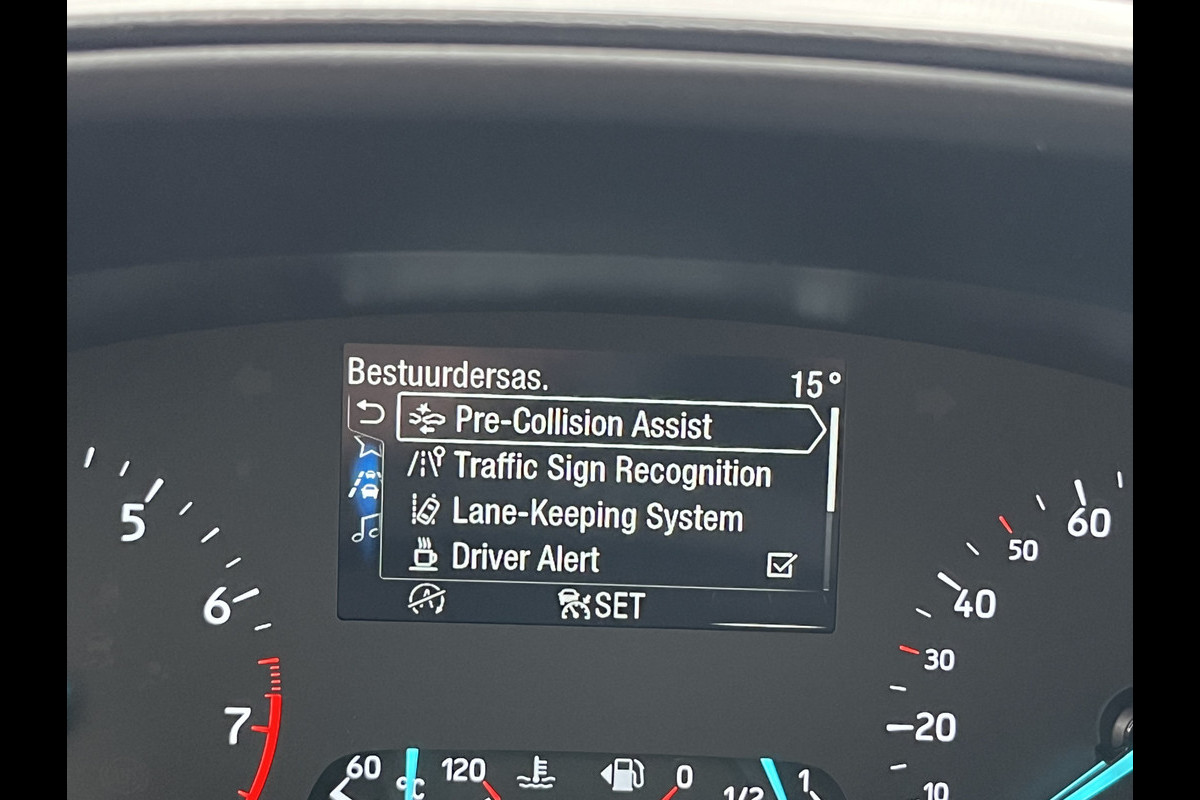 Bestuurdersas.
15°
Pre-Collision Assist
Traffic Sign Recognition
Lane-Keeping System
Driver Alert
SET
5
6
7
60
50
40
30
20
10
60
°C
120
0
1/2
1